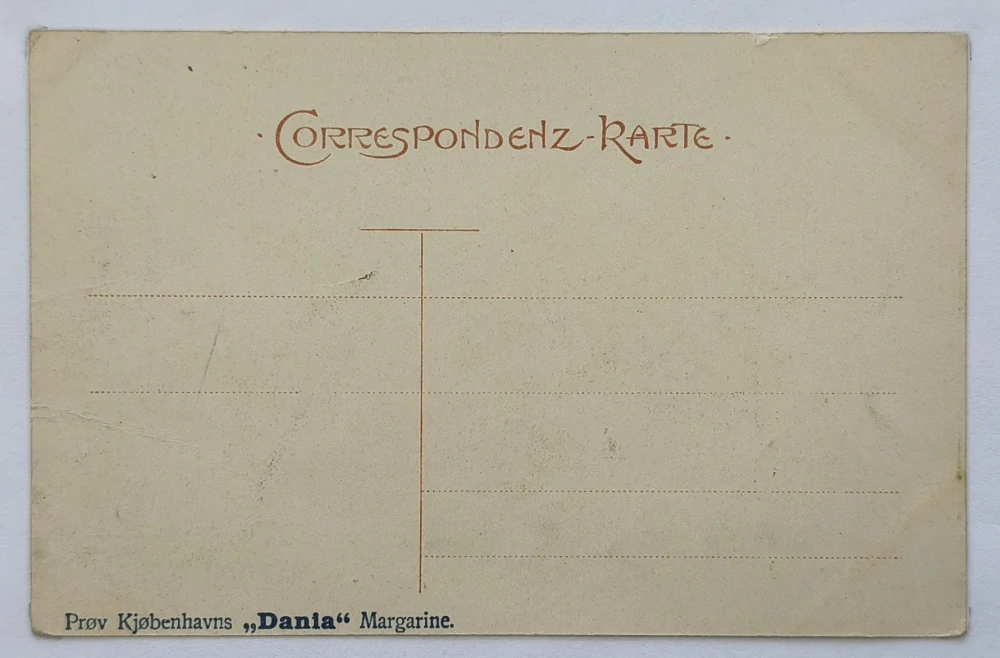 · CORRESPONDENZ-KARTE ·
Prøv Kjøbenhavns „Dania“ Margarine.